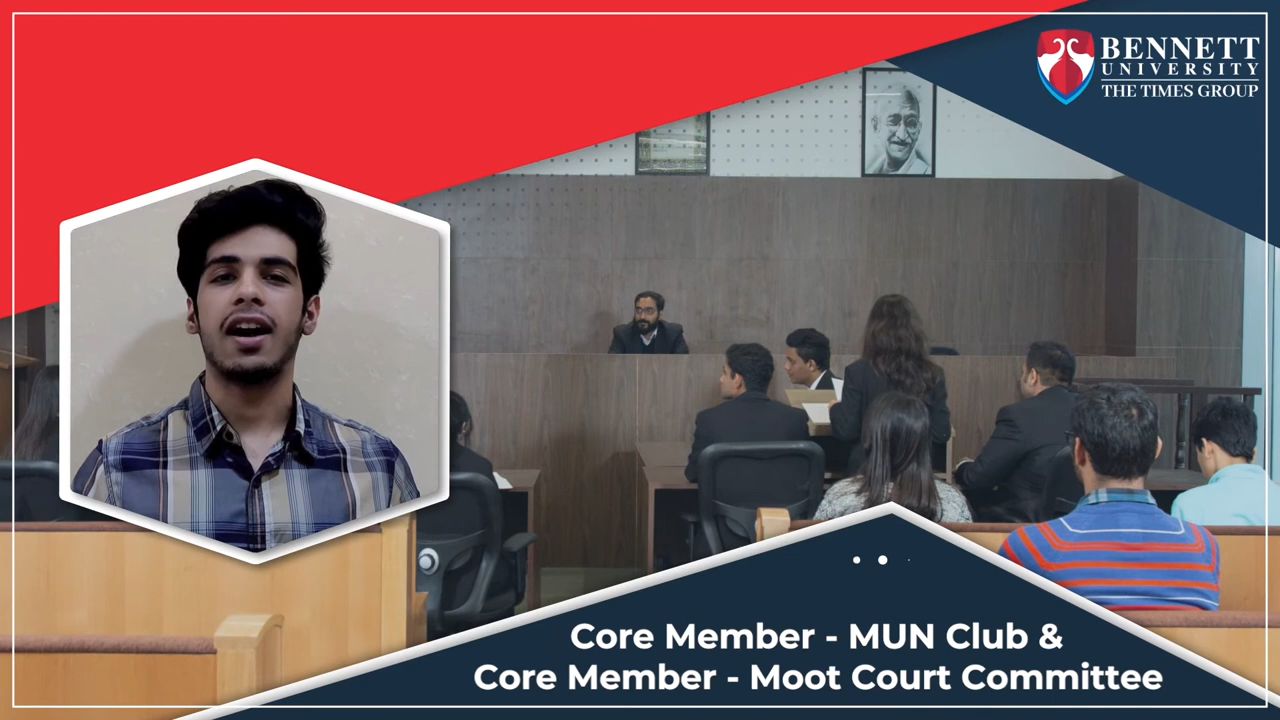 BENNETT
UNIVERSITY
THE TIMES GROUP
Core Member - MUN Club &
Core Member - Moot Court Committee